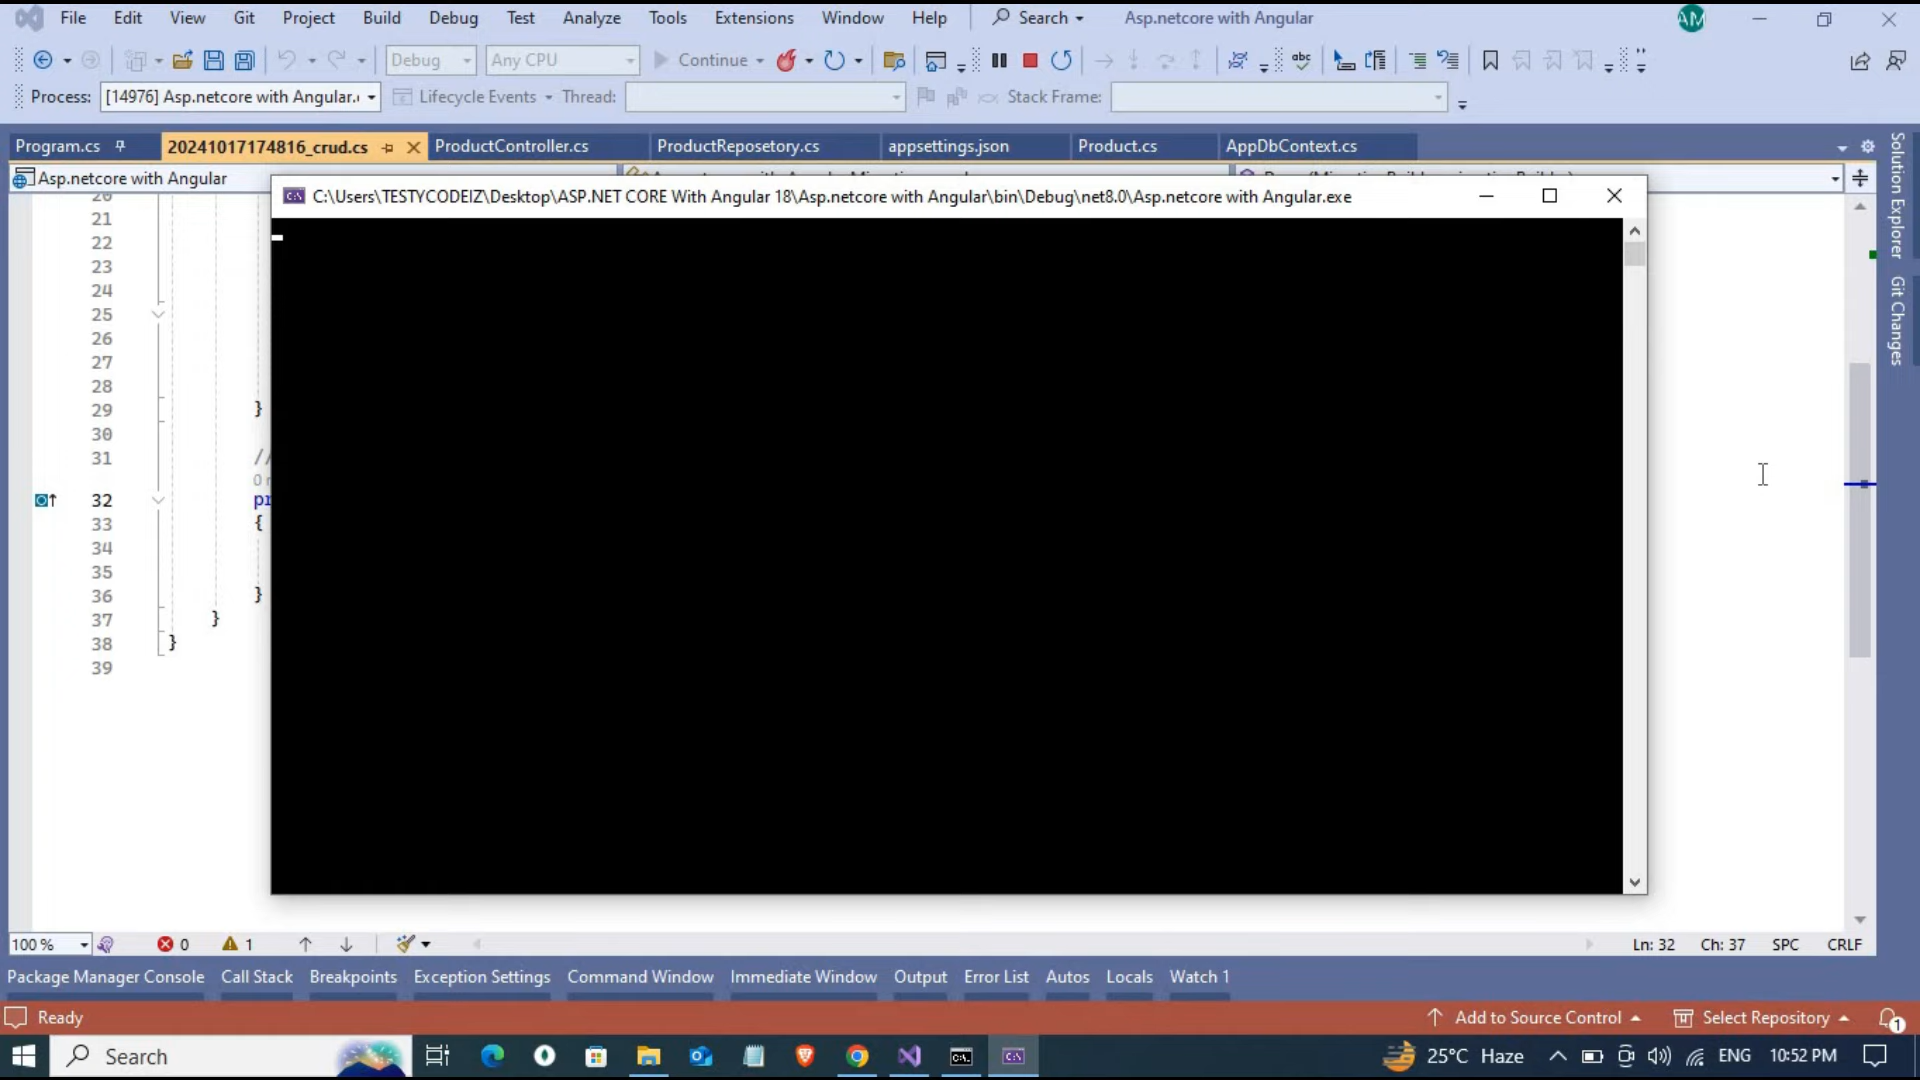 File Edit View Git Project Build Debug Test Analyze Tools Extensions Window Help Search Asp.netcore with Angular AM
Debug Any CPU Continue abc
Process: [14976] Asp.netcore with Angular. Lifecycle Events Thread: Stack Frame:
Program.cs 20241017174816_crud.cs ProductController.cs ProductReposetory.cs appsettings.json Product.cs AppDbContext.cs
Asp.netcore with Angular
C:\Users\TESTYCODEIZ\Desktop\ASP.NET CORE With Angular 18\Asp.netcore with Angular\bin\Debug\net8.0\Asp.netcore with Angular.exe
20
21
22
23
24
25
26
27
28
29 }
30
31 //
0 r
32 pr
33 {
34
35
36 }
37 }
38 }
39
Solution Explorer
Git Changes
100 % 0 1 Ln: 32 Ch: 37 SPC CRLF
Package Manager Console Call Stack Breakpoints Exception Settings Command Window Immediate Window Output Error List Autos Locals Watch 1
Ready Add to Source Control Select Repository 1
Search 25°C Haze ENG 10:52 PM